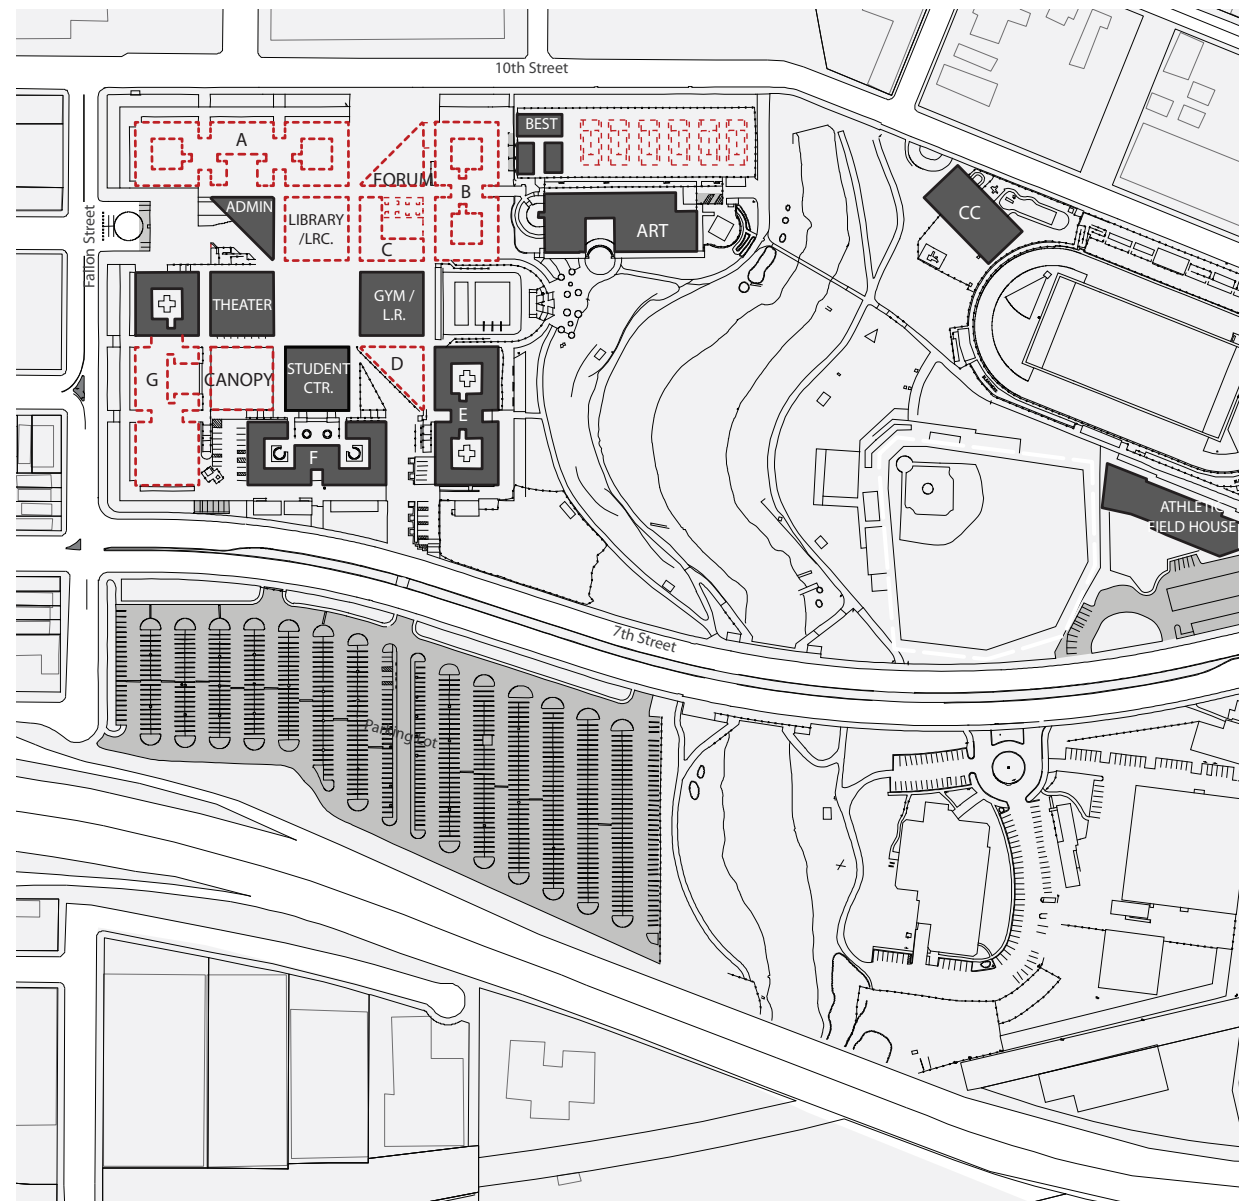 10th Street
BEST
A
FORUM
B
ADMIN
LIBRARY
/LRC.
C
ART
CC
Fallon Street
THEATER
GYM /
L.R.
G
CANOPY
STUDENT
CTR.
D
E
F
ATHLETIC
FIELD HOUSE
7th Street
Parking Lot